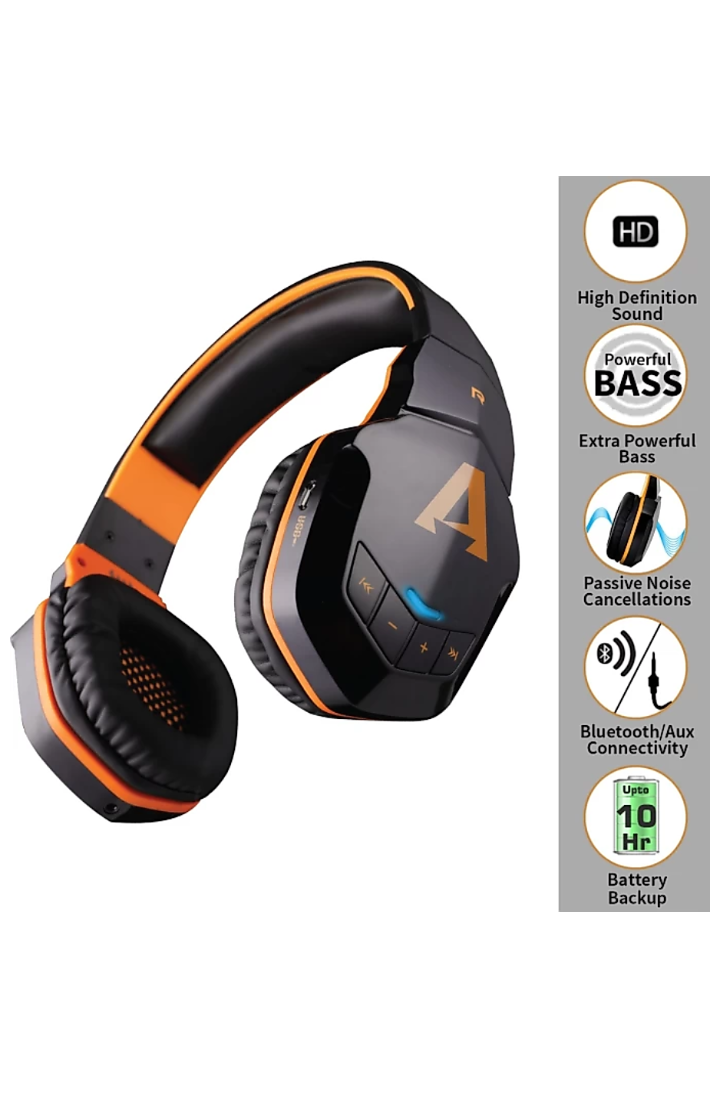 HD
High Definition
Sound
Powerful
BASS
Extra Powerful
Bass
Passive Noise
Cancellations
Bluetooth/Aux
Connectivity
Upto
10
Hr
Battery
Backup
R
USB
A